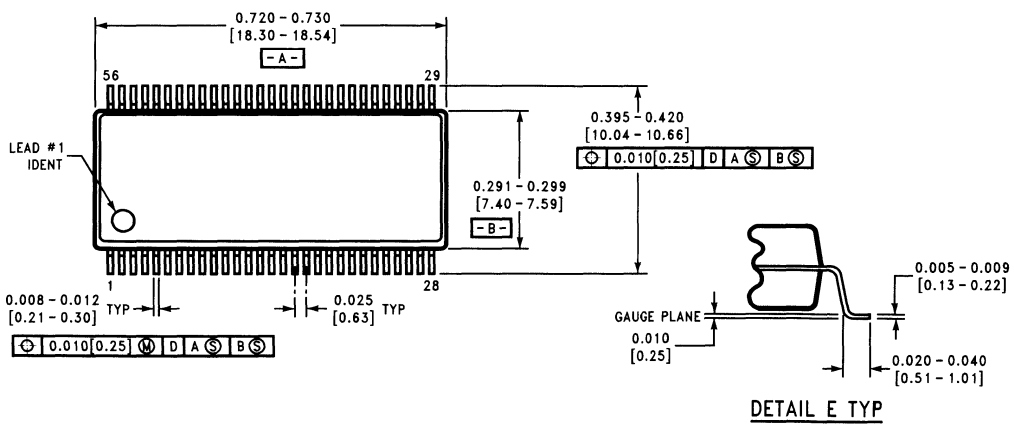 0.720 – 0.730
[18.30 – 18.54]
-A-
56
29
LEAD #1
IDENT
0.395 – 0.420
[10.04 – 10.66]
0.010[0.25] D A Ⓢ B Ⓢ
0.291 – 0.299
[7.40 – 7.59]
-B-
1
28
0.008 – 0.012
[0.21 – 0.30]
TYP
0.025
[0.63]
0.010[0.25] Ⓜ D A Ⓢ B Ⓢ
GAUGE PLANE
0.010
[0.25]
0.005 – 0.009
[0.13 – 0.22]
0.020 – 0.040
[0.51 – 1.01]
DETAIL E TYP